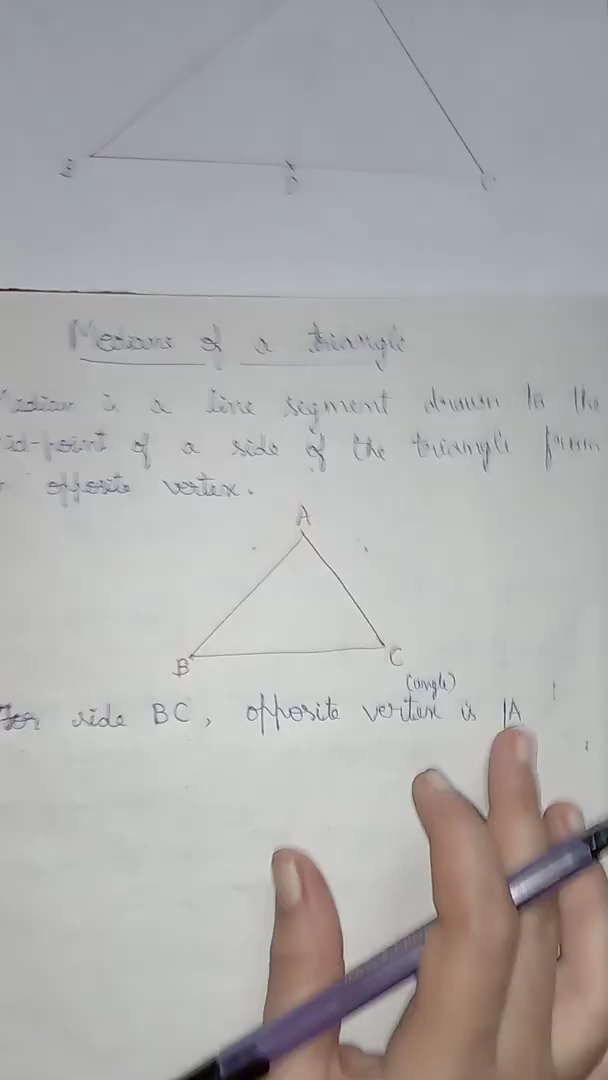 B
D
C
Medians of a triangle
Median is a line segment drawn to the
mid-point of a side of the triangle from
opposite vertex.
A
B
C
(angle)
For side BC, opposite vertex is A